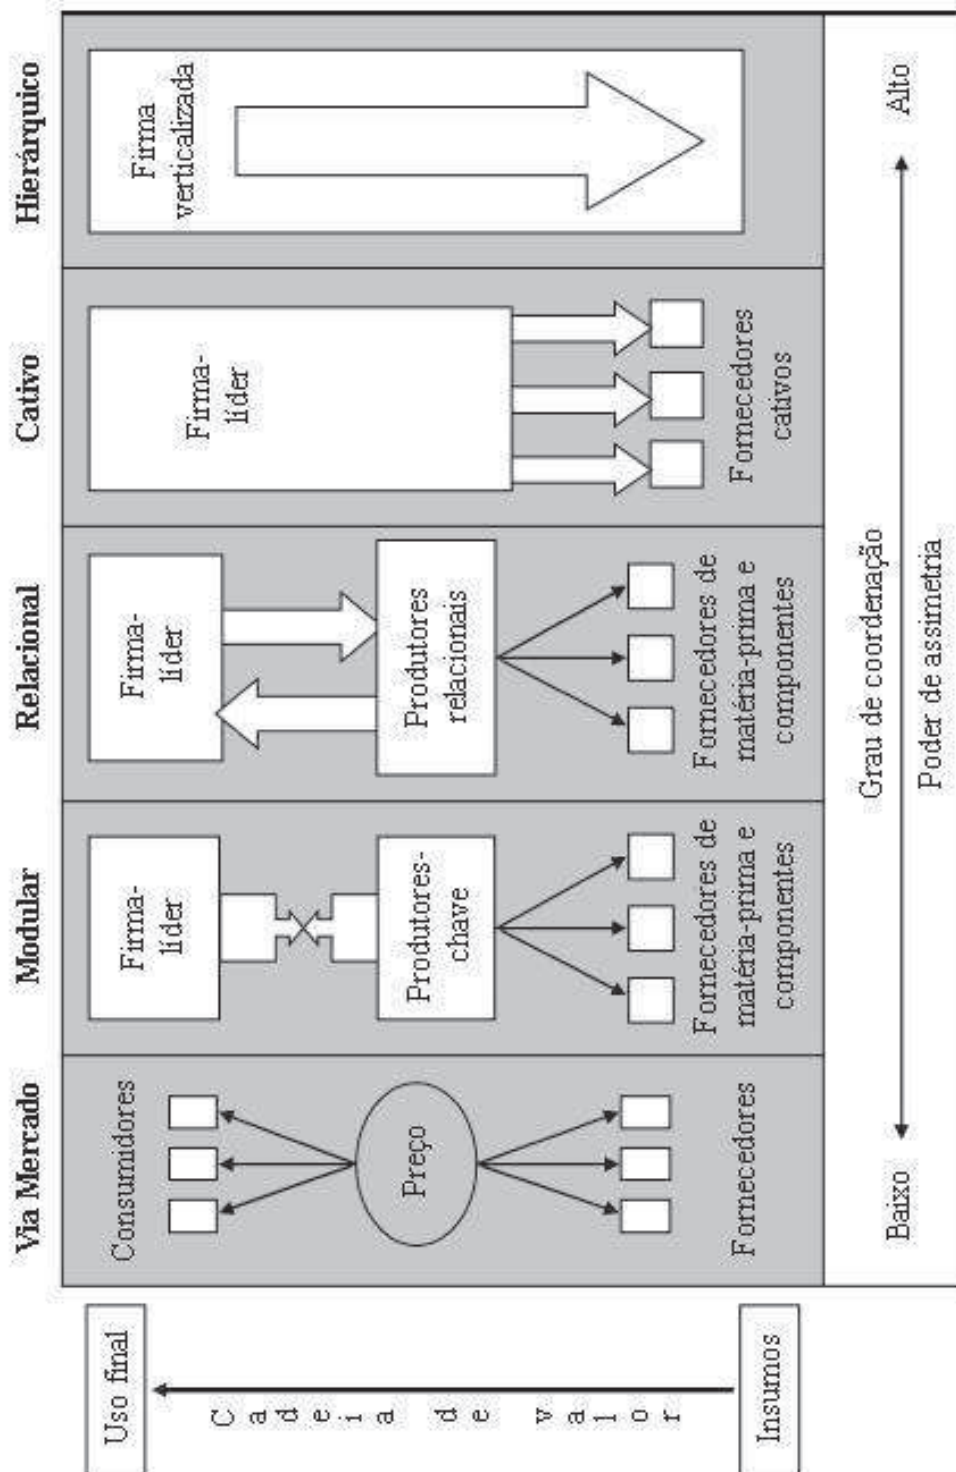 Via Mercado
Modular
Relacional
Cativo
Hierárquico
Uso final
Cadeia de valor
Insumos
Consumidores
Preço
Fornecedores
Firma-
líder
Produtores-
chave
Fornecedores de
matéria-prima e
componentes
Firma-
líder
Produtores
relacionais
Fornecedores de
matéria-prima e
componentes
Firma-
líder
Fornecedores
cativos
Firma
verticalizada
Baixo
Grau de coordenação
Alto
Poder de assimetria